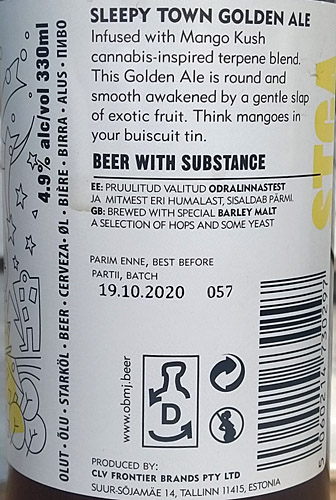 SLEEPY TOWN GOLDEN ALE
Infused with Mango Kush
cannabis-inspired terpene blend.
This Golden Ale is round and
smooth awakened by a gentle slap
of exotic fruit. Think mangoes in
your buiscuit tin.
BEER WITH SUBSTANCE
EE: PRUULITUD VALITUD ODRALINNASTEST
JA MITMEST ERI HUMALAST, SISALDAB PÄRMI.
GB: BREWED WITH SPECIAL BARLEY MALT
A SELECTION OF HOPS AND SOME YEAST
PARIM ENNE, BEST BEFORE
PARTII, BATCH
19.10.2020 057
www.obmj.beer
D
PRODUCED BY:
CLV FRONTIER BRANDS PTY LTD
SUUR-SÕJAMÄE 14, TALLINN 11415, ESTONIA
4.9% alc/vol 330ml
OLUT · ÕLU · STARKÖL · BEER · CERVEZA · ØL · BIÈRE · BIRRA · ALUS · ПИВО